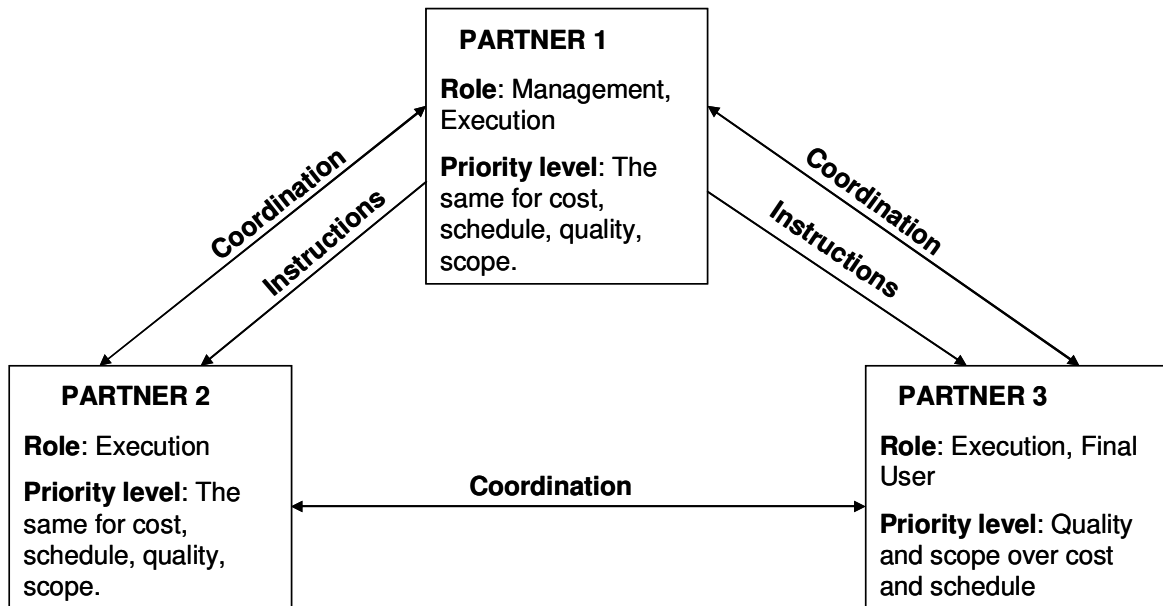 PARTNER 1
Role: Management,
Execution
Priority level: The
same for cost,
schedule, quality,
scope.
Coordination
Instructions
Coordination
Instructions
PARTNER 2
Role: Execution
Priority level: The
same for cost,
schedule, quality,
scope.
Coordination
PARTNER 3
Role: Execution, Final
User
Priority level: Quality
and scope over cost
and schedule